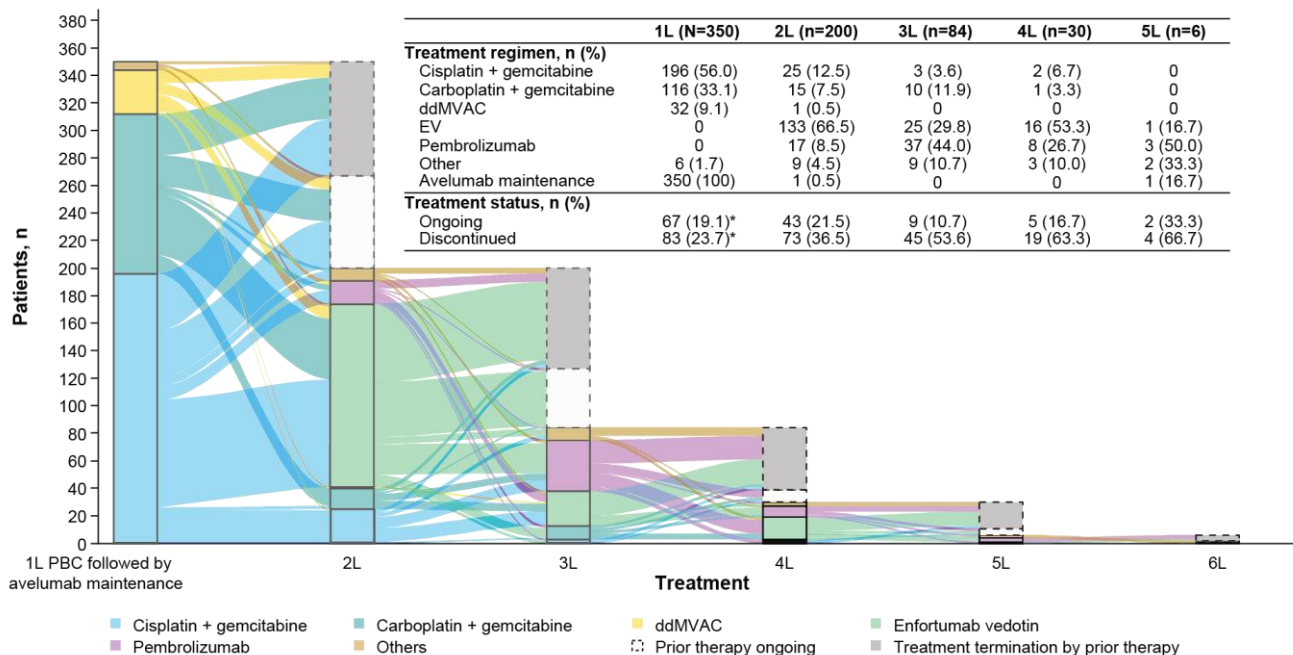 1L (N=350) 2L (n=200) 3L (n=84) 4L (n=30) 5L (n=6)
Treatment regimen, n (%)
Cisplatin + gemcitabine 196 (56.0) 25 (12.5) 3 (3.6) 2 (6.7) 0
Carboplatin + gemcitabine 116 (33.1) 15 (7.5) 10 (11.9) 1 (3.3) 0
ddMVAC 32 (9.1) 1 (0.5) 0 0 0
EV 0 133 (66.5) 25 (29.8) 16 (53.3) 1 (16.7)
Pembrolizumab 0 17 (8.5) 37 (44.0) 8 (26.7) 3 (50.0)
Other 6 (1.7) 9 (4.5) 9 (10.7) 3 (10.0) 2 (33.3)
Avelumab maintenance 350 (100) 1 (0.5) 0 0 1 (16.7)
Treatment status, n (%)
Ongoing 67 (19.1)* 43 (21.5) 9 (10.7) 5 (16.7) 2 (33.3)
Discontinued 83 (23.7)* 73 (36.5) 45 (53.6) 19 (63.3) 4 (66.7)
Patients, n
380
360
340
320
300
280
260
240
220
200
180
160
140
120
100
80
60
40
20
0
1L PBC followed by
avelumab maintenance
2L
3L
4L
5L
6L
Treatment
Cisplatin + gemcitabine
Carboplatin + gemcitabine
ddMVAC
Enfortumab vedotin
Pembrolizumab
Others
Prior therapy ongoing
Treatment termination by prior therapy